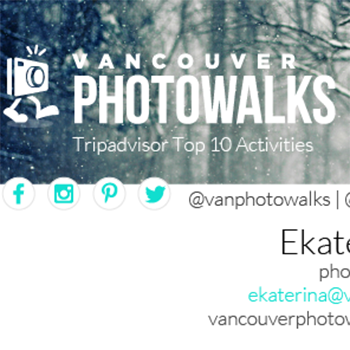 VANCOUVER
PHOTOWALKS
Tripadvisor Top 10 Activities
@vanphotowalks | @
Ekate
pho
ekaterina@v
vancouverphotow